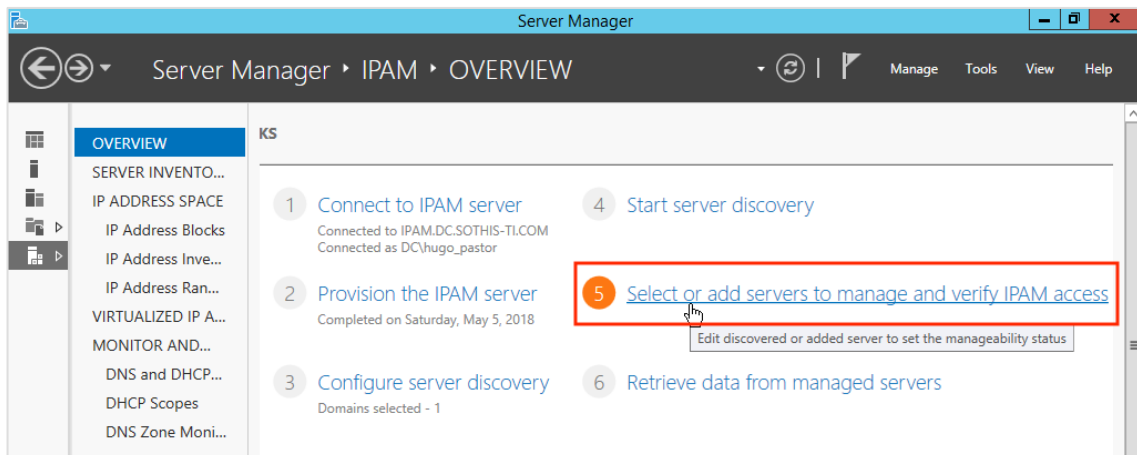 Server Manager
Server Manager • IPAM • OVERVIEW
Manage Tools View Help
OVERVIEW
SERVER INVENTO...
IP ADDRESS SPACE
IP Address Blocks
IP Address Inve...
IP Address Ran...
VIRTUALIZED IP A...
MONITOR AND...
DNS and DHCP...
DHCP Scopes
DNS Zone Moni...
KS
1 Connect to IPAM server
Connected to IPAM.DC.SOTHIS-TI.COM
Connected as DC\hugo_pastor
2 Provision the IPAM server
Completed on Saturday, May 5, 2018
3 Configure server discovery
Domains selected - 1
4 Start server discovery
5 Select or add servers to manage and verify IPAM access
Edit discovered or added server to set the manageability status
6 Retrieve data from managed servers